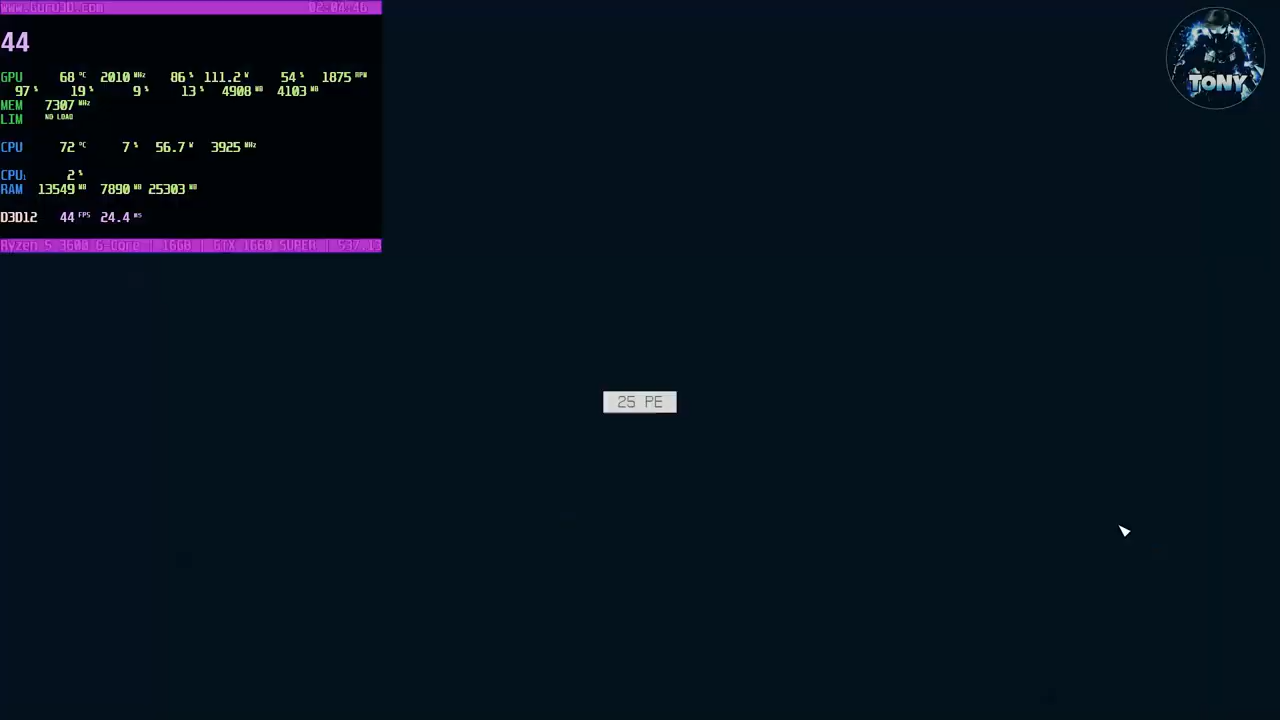 www.Guru3D.com 02:04:46
44
GPU 68 °C 2010 MHz 86 % 111.2 W 54 % 1875 RPM
97 % 19 % 9 % 13 % 4908 MB 4103 MB
MEM 7307 MHz
LIM NO LOAD
CPU 72 °C 7 % 56.7 W 3925 MHz
CPU1 2 %
RAM 13549 MB 7890 MB 25303 MB
D3D12 44 FPS 24.4 ms
Ryzen 5 3600 6-Core | 16GB | GTX 1660 SUPER | 537.13
TONY
25 PE